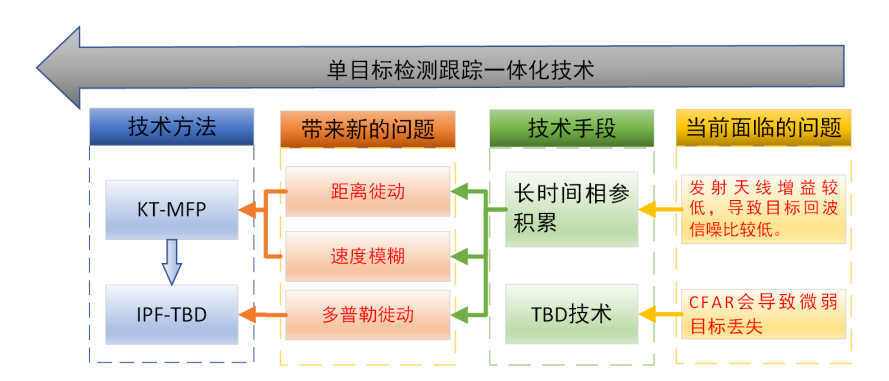 单目标检测跟踪一体化技术
技术方法
带来新的问题
技术手段
当前面临的问题
KT-MFP
IPF-TBD
距离徙动
速度模糊
多普勒徙动
长时间相参
积累
TBD技术
发射天线增益较
低，导致目标回波
信噪比较低。
CFAR会导致微弱
目标丢失